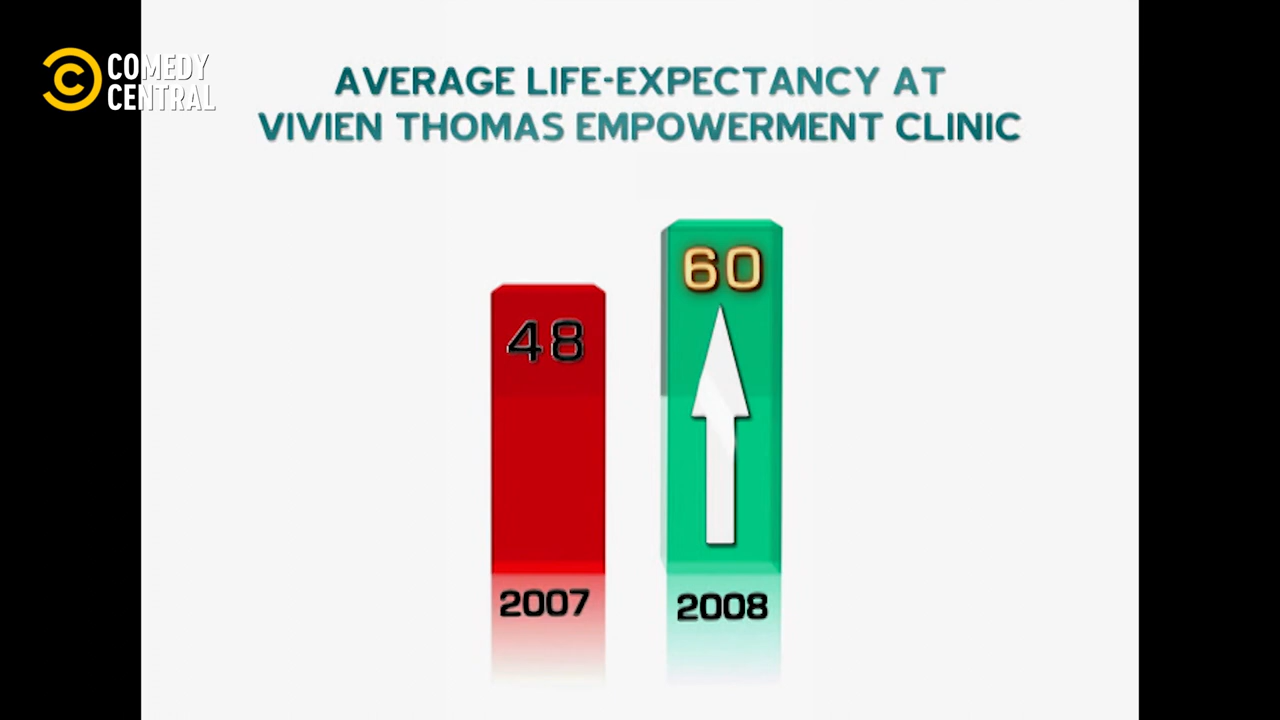 COMEDY
CENTRAL
AVERAGE LIFE-EXPECTANCY AT
VIVIEN THOMAS EMPOWERMENT CLINIC
60
48
2007
2008